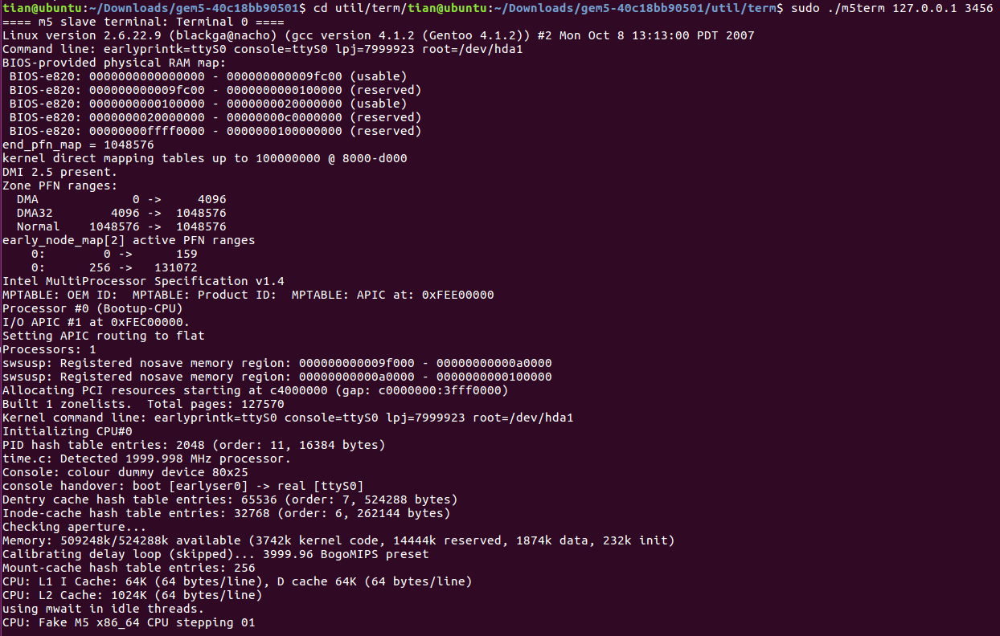 tian@ubuntu:~/Downloads/gem5-40c18bb90501$ cd util/term/tian@ubuntu:~/Downloads/gem5-40c18bb90501/util/term$ sudo ./m5term 127.0.0.1 3456
==== m5 slave terminal: Terminal 0 ====
Linux version 2.6.22.9 (blackga@nacho) (gcc version 4.1.2 (Gentoo 4.1.2)) #2 Mon Oct 8 13:13:00 PDT 2007
Command line: earlyprintk=ttyS0 console=ttyS0 lpj=7999923 root=/dev/hda1
BIOS-provided physical RAM map:
 BIOS-e820: 0000000000000000 - 000000000009fc00 (usable)
 BIOS-e820: 000000000009fc00 - 0000000000100000 (reserved)
 BIOS-e820: 0000000000100000 - 0000000020000000 (usable)
 BIOS-e820: 0000000020000000 - 00000000c0000000 (reserved)
 BIOS-e820: 00000000ffff0000 - 0000000100000000 (reserved)
end_pfn_map = 1048576
kernel direct mapping tables up to 100000000 @ 8000-d000
DMI 2.5 present.
Zone PFN ranges:
  DMA             0 ->     4096
  DMA32        4096 ->  1048576
  Normal    1048576 ->  1048576
early_node_map[2] active PFN ranges
    0:        0 ->      159
    0:      256 ->   131072
Intel MultiProcessor Specification v1.4
MPTABLE: OEM ID:  MPTABLE: Product ID:  MPTABLE: APIC at: 0xFEE00000
Processor #0 (Bootup-CPU)
I/O APIC #1 at 0xFEC00000.
Setting APIC routing to flat
Processors: 1
swsusp: Registered nosave memory region: 000000000009f000 - 00000000000a0000
swsusp: Registered nosave memory region: 00000000000a0000 - 0000000000100000
Allocating PCI resources starting at c4000000 (gap: c0000000:3fff0000)
Built 1 zonelists.  Total pages: 127570
Kernel command line: earlyprintk=ttyS0 console=ttyS0 lpj=7999923 root=/dev/hda1
Initializing CPU#0
PID hash table entries: 2048 (order: 11, 16384 bytes)
time.c: Detected 1999.998 MHz processor.
Console: colour dummy device 80x25
console handover: boot [earlyser0] -> real [ttyS0]
Dentry cache hash table entries: 65536 (order: 7, 524288 bytes)
Inode-cache hash table entries: 32768 (order: 6, 262144 bytes)
Checking aperture...
Memory: 509248k/524288k available (3742k kernel code, 14444k reserved, 1874k data, 232k init)
Calibrating delay loop (skipped)... 3999.96 BogoMIPS preset
Mount-cache hash table entries: 256
CPU: L1 I Cache: 64K (64 bytes/line), D cache 64K (64 bytes/line)
CPU: L2 Cache: 1024K (64 bytes/line)
using mwait in idle threads.
CPU: Fake M5 x86_64 CPU stepping 01